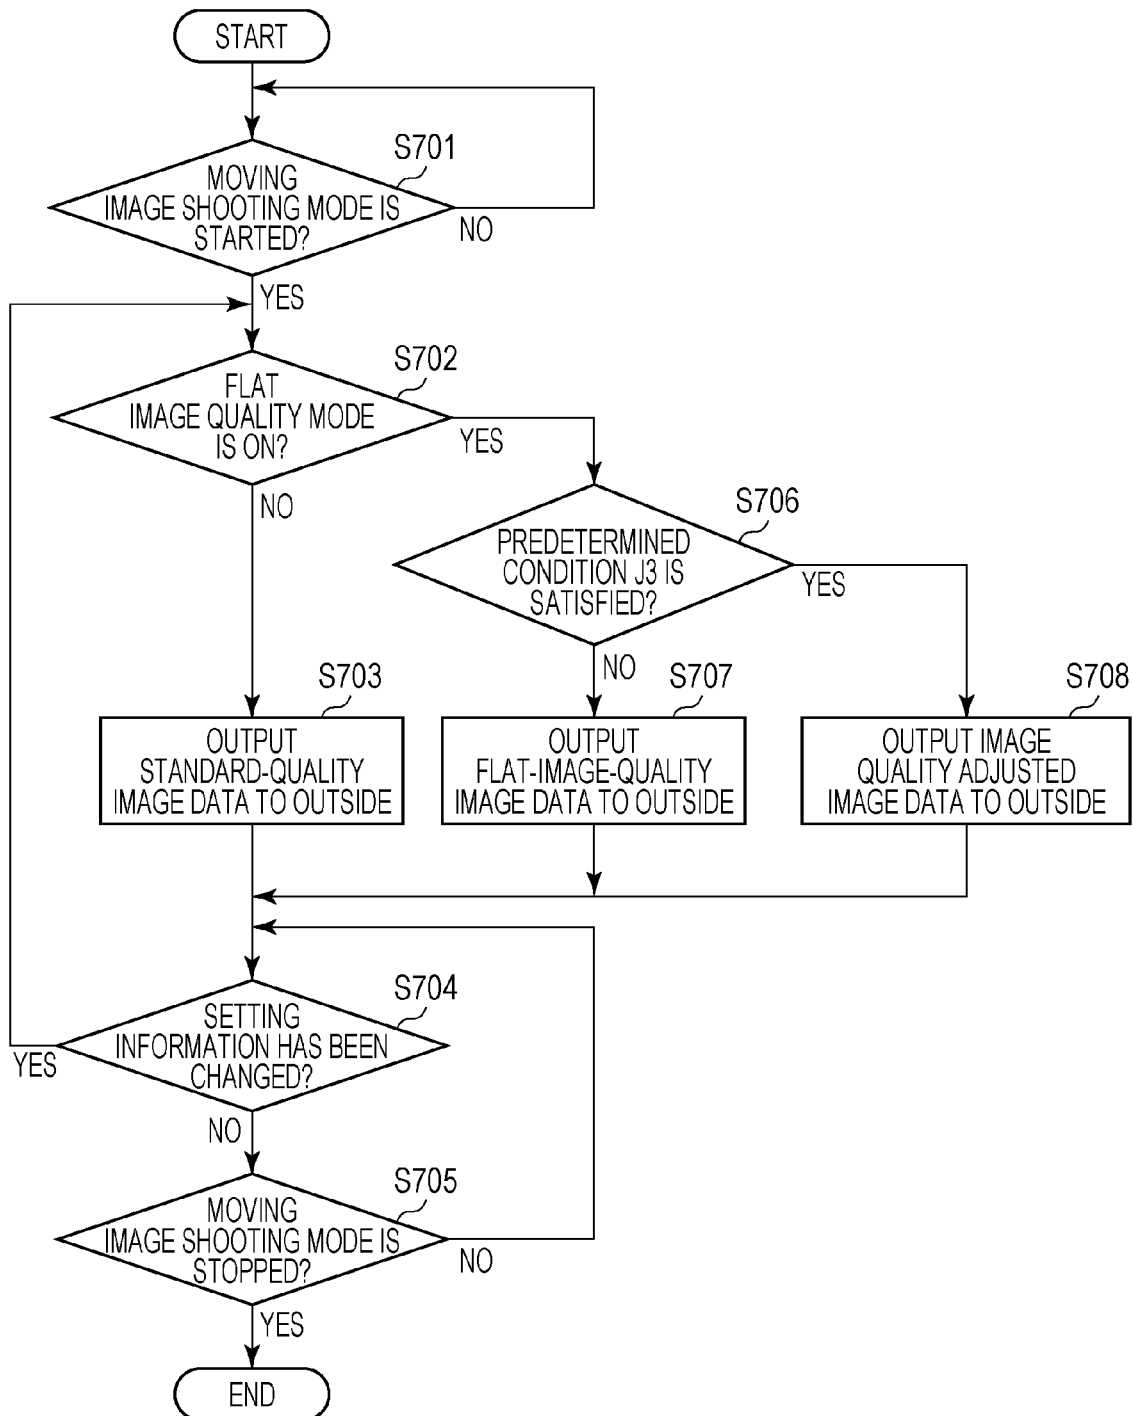 START
S701
MOVING
IMAGE SHOOTING MODE IS
STARTED?
NO
YES
S702
FLAT
IMAGE QUALITY MODE
IS ON?
YES
NO
S706
PREDETERMINED
CONDITION J3 IS
SATISFIED?
YES
NO
S703
OUTPUT
STANDARD-QUALITY
IMAGE DATA TO OUTSIDE
S707
OUTPUT
FLAT-IMAGE-QUALITY
IMAGE DATA TO OUTSIDE
S708
OUTPUT IMAGE
QUALITY ADJUSTED
IMAGE DATA TO OUTSIDE
S704
SETTING
INFORMATION HAS BEEN
CHANGED?
YES
NO
S705
MOVING
IMAGE SHOOTING MODE IS
STOPPED?
NO
YES
END